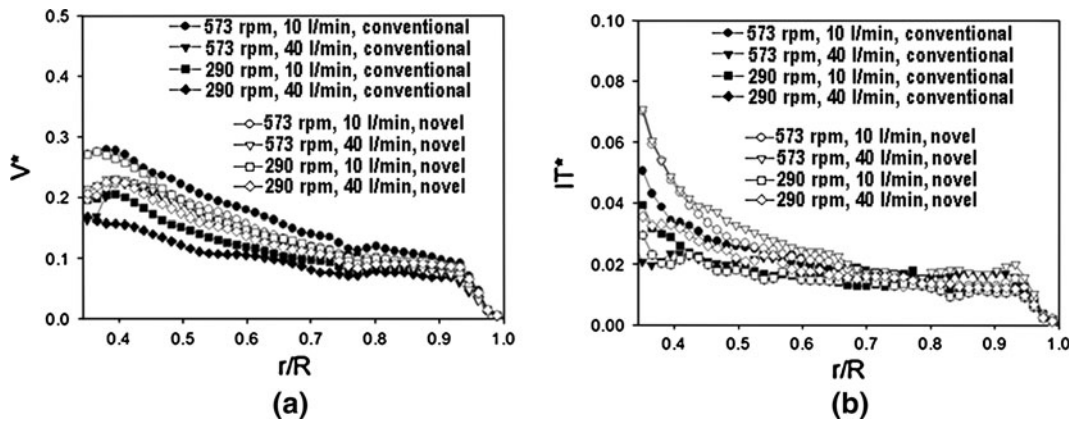 0.5
0.4
0.3
0.2
0.1
0.0
V*
573 rpm, 10 l/min, conventional
573 rpm, 40 l/min, conventional
290 rpm, 10 l/min, conventional
290 rpm, 40 l/min, conventional
573 rpm, 10 l/min, novel
573 rpm, 40 l/min, novel
290 rpm, 10 l/min, novel
290 rpm, 40 l/min, novel
0.4 0.5 0.6 0.7 0.8 0.9 1.0
r/R
(a)
0.10
0.08
0.06
0.04
0.02
0.00
IT*
573 rpm, 10 l/min, conventional
573 rpm, 40 l/min, conventional
290 rpm, 10 l/min, conventional
290 rpm, 40 l/min, conventional
573 rpm, 10 l/min, novel
573 rpm, 40 l/min, novel
290 rpm, 10 l/min, novel
290 rpm, 40 l/min, novel
0.4 0.5 0.6 0.7 0.8 0.9 1.0
r/R
(b)